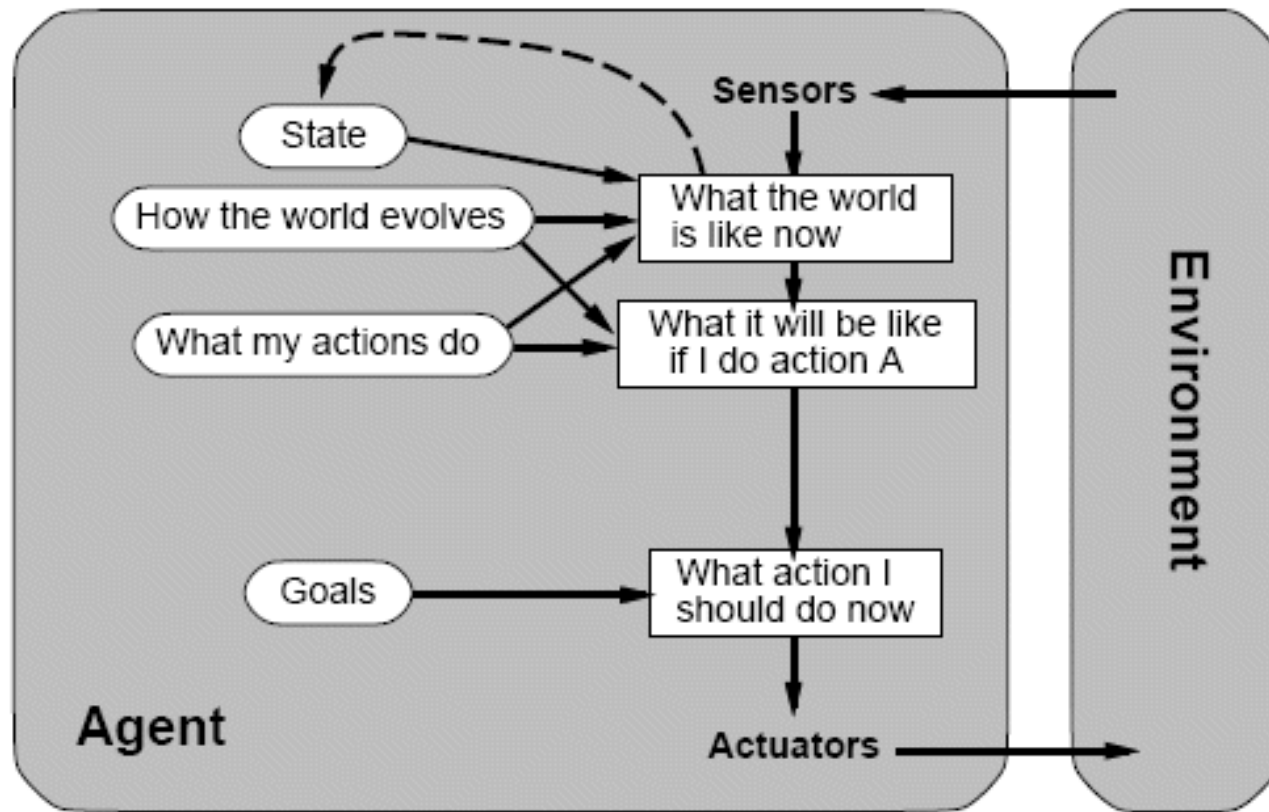 Sensors
State
What the world
is like now
How the world evolves
What it will be like
if I do action A
What my actions do
Environment
What action I
should do now
Goals
Agent
Actuators